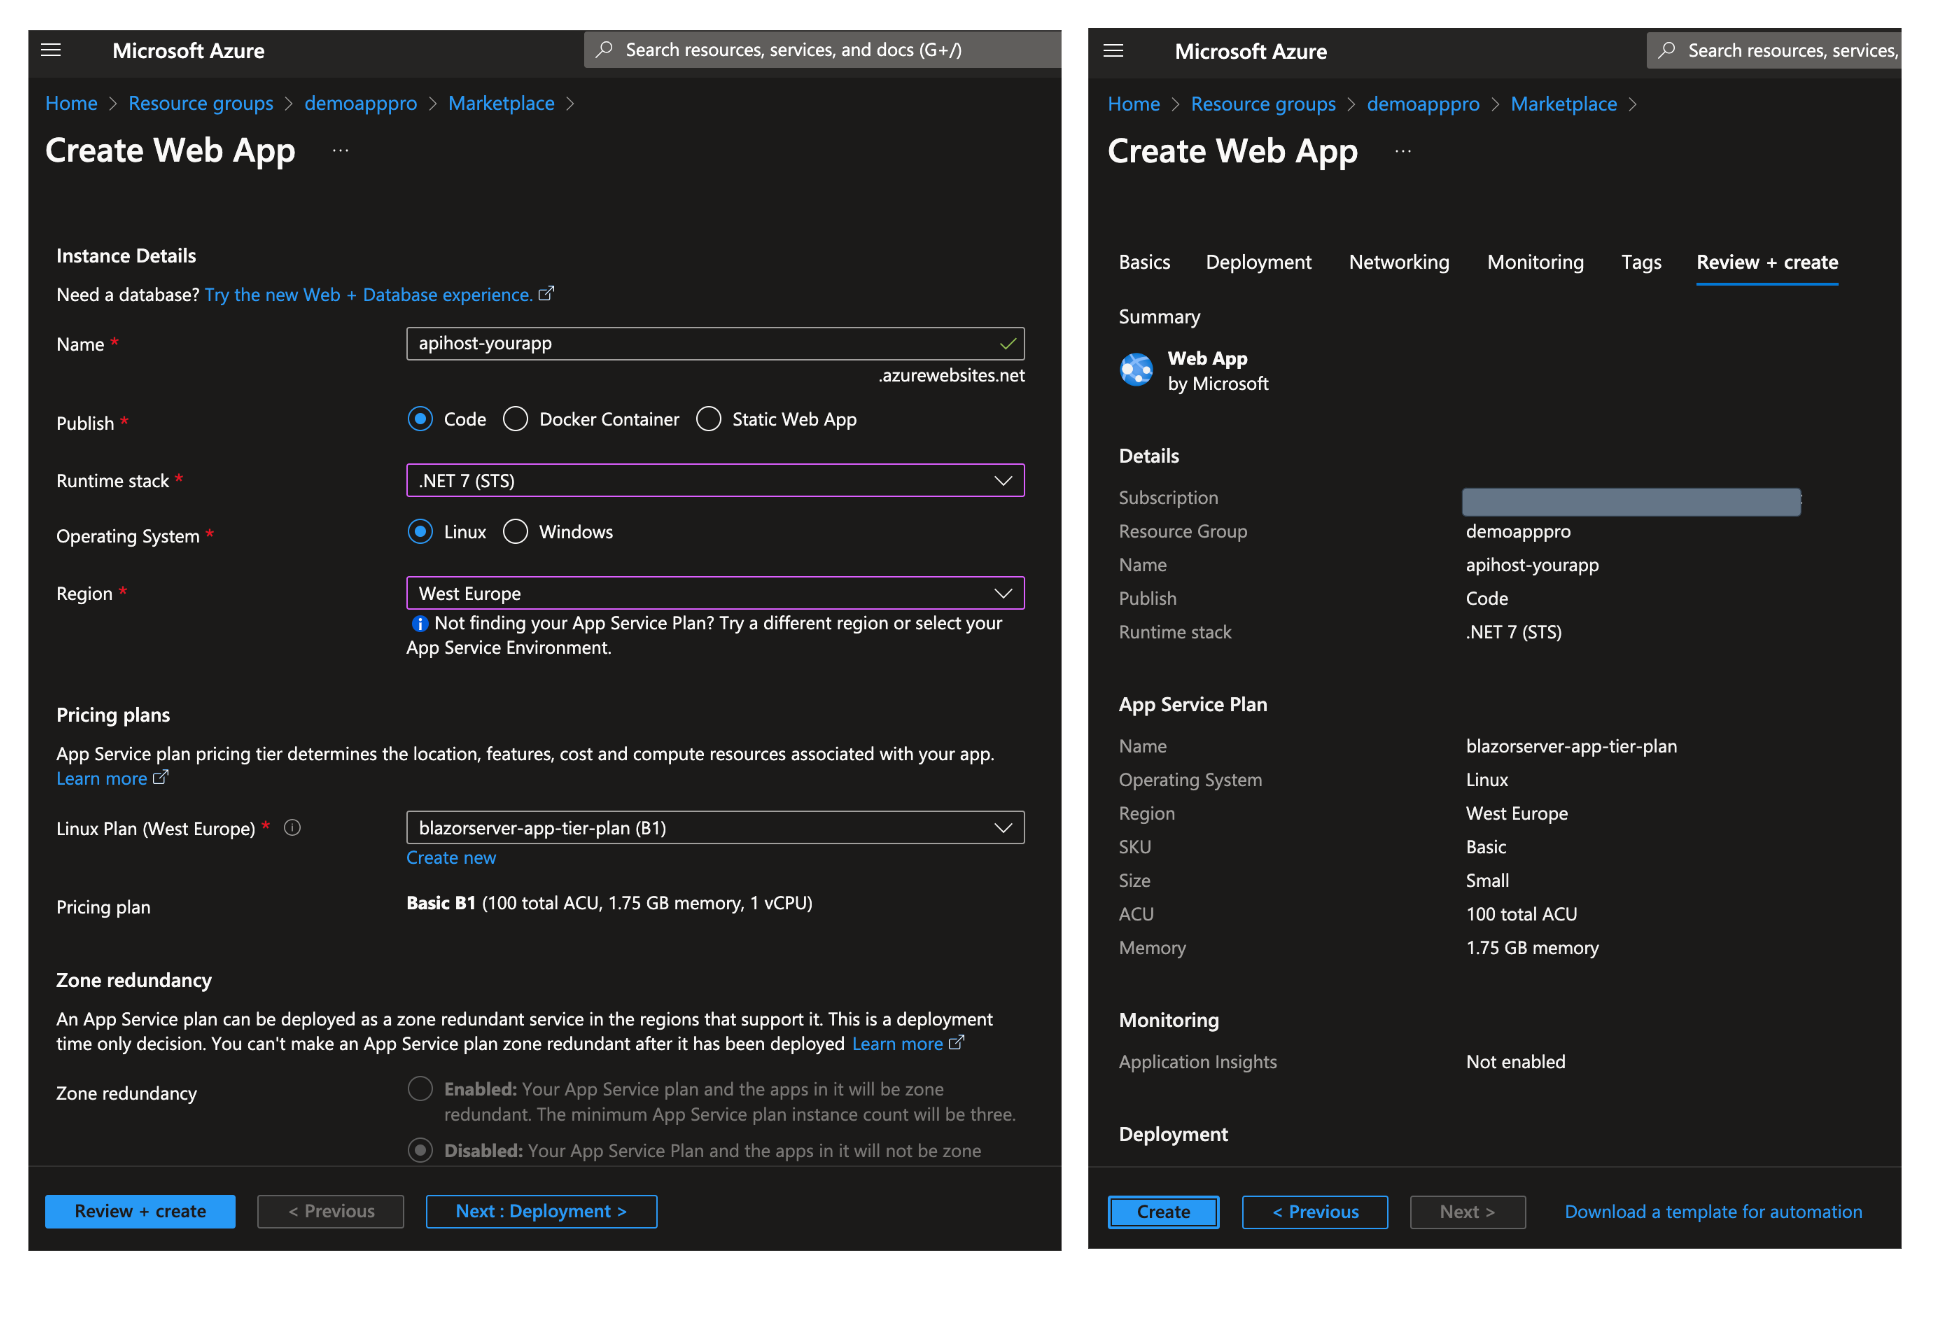 Microsoft Azure
Search resources, services, and docs (G+/)
Home > Resource groups > demoapppro > Marketplace >
Create Web App ...
Instance Details
Need a database? Try the new Web + Database experience.
Name *
apihost-yourapp
.azurewebsites.net
Publish *
Code
Docker Container
Static Web App
Runtime stack *
.NET 7 (STS)
Operating System *
Linux
Windows
Region *
West Europe
Not finding your App Service Plan? Try a different region or select your
App Service Environment.
Pricing plans
App Service plan pricing tier determines the location, features, cost and compute resources associated with your app.
Learn more
Linux Plan (West Europe) *
blazorserver-app-tier-plan (B1)
Create new
Pricing plan
Basic B1 (100 total ACU, 1.75 GB memory, 1 vCPU)
Zone redundancy
An App Service plan can be deployed as a zone redundant service in the regions that support it. This is a deployment
time only decision. You can't make an App Service plan zone redundant after it has been deployed Learn more
Zone redundancy
Enabled: Your App Service plan and the apps in it will be zone
redundant. The minimum App Service plan instance count will be three.
Disabled: Your App Service Plan and the apps in it will not be zone
Review + create
< Previous
Next : Deployment >
Microsoft Azure
Search resources, services,
Home > Resource groups > demoapppro > Marketplace >
Create Web App ...
Basics
Deployment
Networking
Monitoring
Tags
Review + create
Summary
Web App
by Microsoft
Details
Subscription
Resource Group
demoapppro
Name
apihost-yourapp
Publish
Code
Runtime stack
.NET 7 (STS)
App Service Plan
Name
blazorserver-app-tier-plan
Operating System
Linux
Region
West Europe
SKU
Basic
Size
Small
ACU
100 total ACU
Memory
1.75 GB memory
Monitoring
Application Insights
Not enabled
Deployment
Create
< Previous
Next >
Download a template for automation